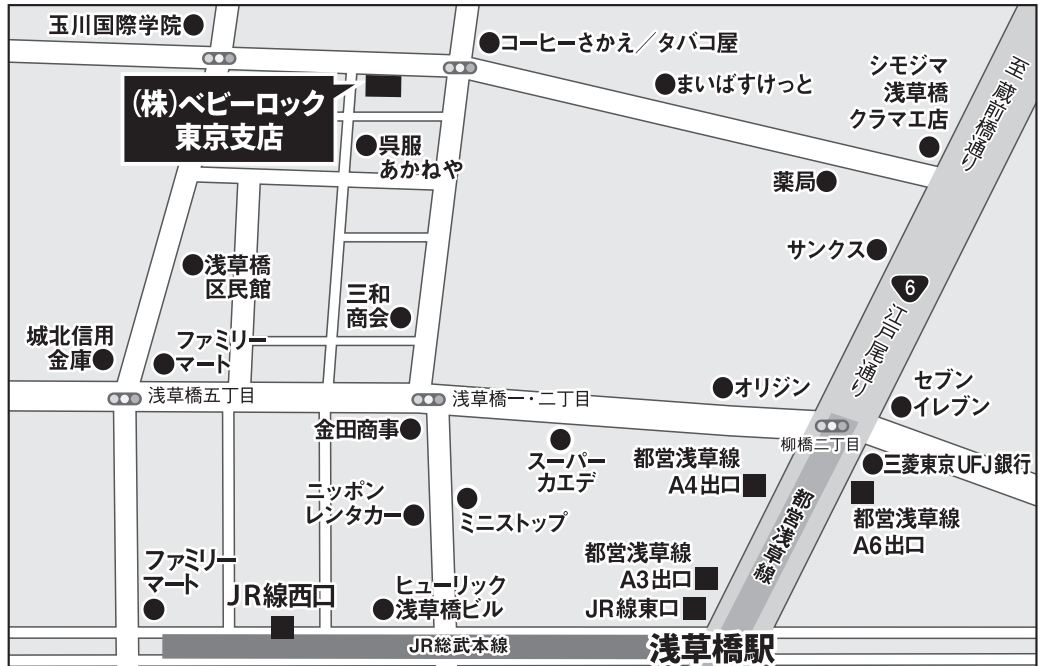 玉川国際学院
コーヒーさかえ／タバコ屋
まいばすけっと
シモジマ
浅草橋
クラマエ店
至 蔵前橋通り
(株)ベビーロック
東京支店
呉服
あかねや
薬局
サンクス
浅草橋
区民館
6
江戸尾通り
三和
商会
城北信用
金庫
ファミリー
マート
浅草橋五丁目
浅草橋一・二丁目
オリジン
セブン
イレブン
金田商事
柳橋二丁目
スーパー
カエデ
都営浅草線
A4出口
三菱東京UFJ銀行
ニッポン
レンタカー
ミニストップ
都営浅草線
都営浅草線
A6出口
ファミリー
マート
JR線西口
ヒューリック
浅草橋ビル
都営浅草線
A3出口
JR線東口
JR総武本線
浅草橋駅